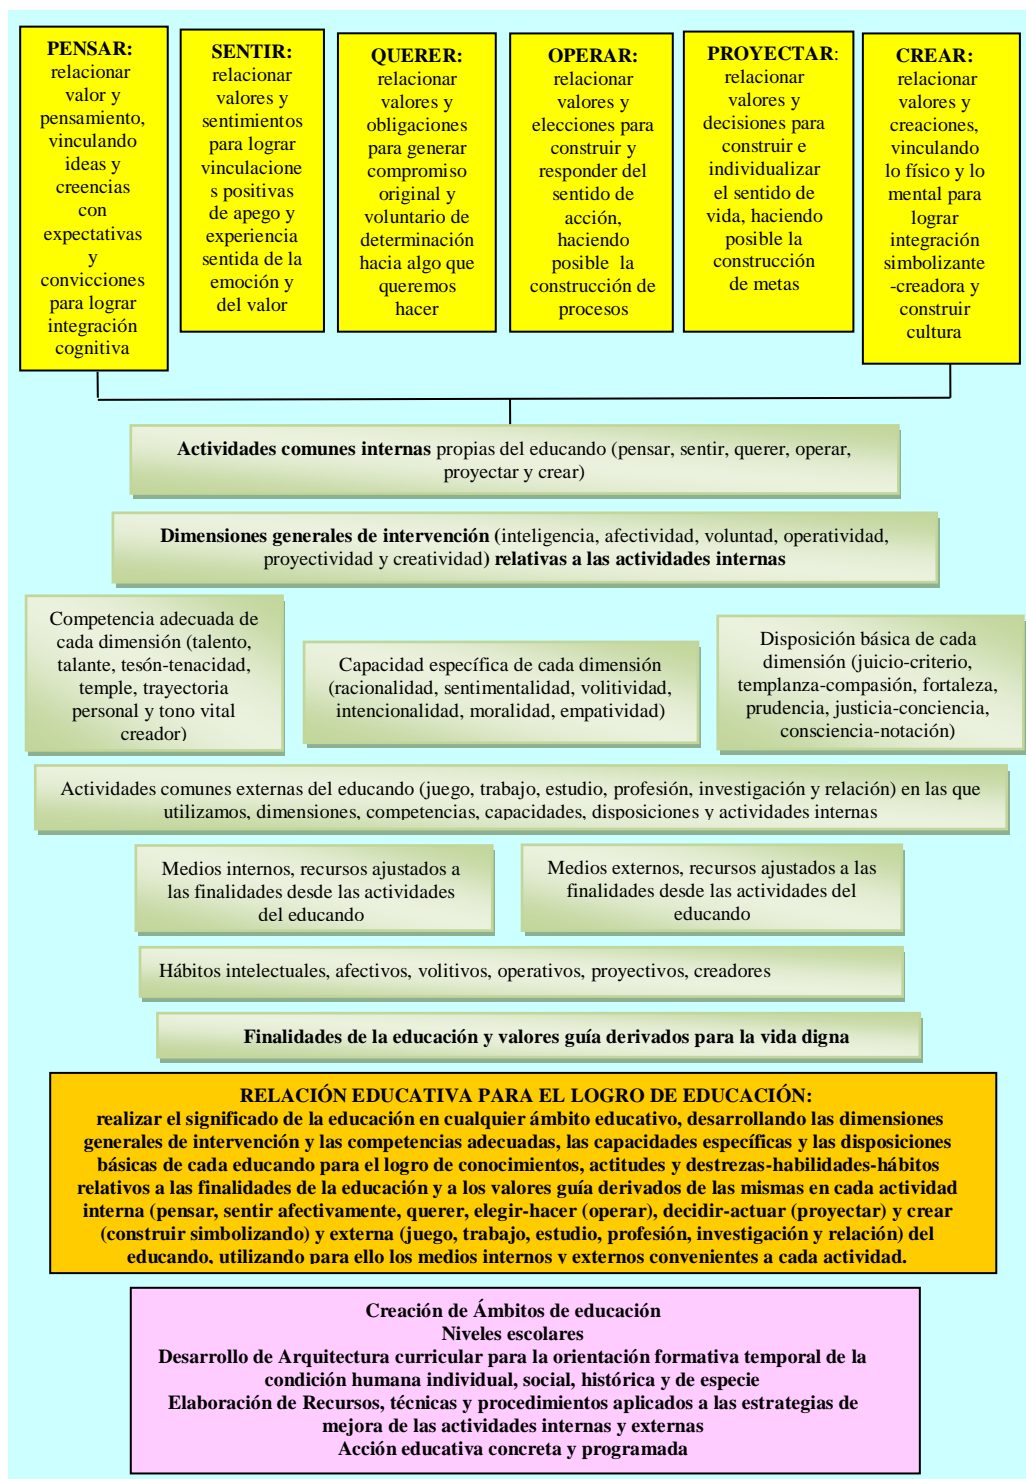 PENSAR:
relacionar
valor y
pensamiento,
vinculando
ideas y
creencias
con
expectativas
y
convicciones
para lograr
integración
cognitiva
SENTIR:
relacionar
valores y
sentimientos
para lograr
vinculacione
s positivas
de apego y
experiencia
sentida de la
emoción y
del valor
QUERER:
relacionar
valores y
obligaciones
para generar
compromiso
original y
voluntario de
determinación
hacia algo que
queremos
hacer
OPERAR:
relacionar
valores y
elecciones para
construir y
responder del
sentido de
acción,
haciendo
posible la
construcción de
procesos
PROYECTAR:
relacionar
valores y
decisiones para
construir e
individualizar
el sentido de
vida, haciendo
posible la
construcción
de metas
CREAR:
relacionar
valores y
creaciones,
vinculando
lo físico y lo
mental para
lograr
integración
simbolizante
-creadora y
construir
cultura
Actividades comunes internas propias del educando (pensar, sentir, querer, operar,
proyectar y crear)
Dimensiones generales de intervención (inteligencia, afectividad, voluntad, operatividad,
proyectividad y creatividad) relativas a las actividades internas
Competencia adecuada de
cada dimensión (talento,
talante, tesón-tenacidad,
temple, trayectoria
personal y tono vital
creador)
Capacidad específica de cada dimensión
(racionalidad, sentimentalidad, volitividad,
intencionalidad, moralidad, empatividad)
Disposición básica de cada
dimensión (juicio-criterio,
templanza-compasión, fortaleza,
prudencia, justicia-conciencia,
consciencia-notación)
Actividades comunes externas del educando (juego, trabajo, estudio, profesión, investigación y relación) en las que
utilizamos, dimensiones, competencias, capacidades, disposiciones y actividades internas
Medios internos, recursos ajustados a
las finalidades desde las actividades
del educando
Medios externos, recursos ajustados a las
finalidades desde las actividades del
educando
Hábitos intelectuales, afectivos, volitivos, operativos, proyectivos, creadores
Finalidades de la educación y valores guía derivados para la vida digna
RELACIÓN EDUCATIVA PARA EL LOGRO DE EDUCACIÓN:
realizar el significado de la educación en cualquier ámbito educativo, desarrollando las dimensiones
generales de intervención y las competencias adecuadas, las capacidades específicas y las disposiciones
básicas de cada educando para el logro de conocimientos, actitudes y destrezas-habilidades-hábitos
relativos a las finalidades de la educación y a los valores guía derivados de las mismas en cada actividad
interna (pensar, sentir afectivamente, querer, elegir-hacer (operar), decidir-actuar (proyectar) y crear
(construir simbolizando) y externa (juego, trabajo, estudio, profesión, investigación y relación) del
educando, utilizando para ello los medios internos y externos convenientes a cada actividad.
Creación de Ámbitos de educación
Niveles escolares
Desarrollo de Arquitectura curricular para la orientación formativa temporal de la
condición humana individual, social, histórica y de especie
Elaboración de Recursos, técnicas y procedimientos aplicados a las estrategias de
mejora de las actividades internas y externas
Acción educativa concreta y programada